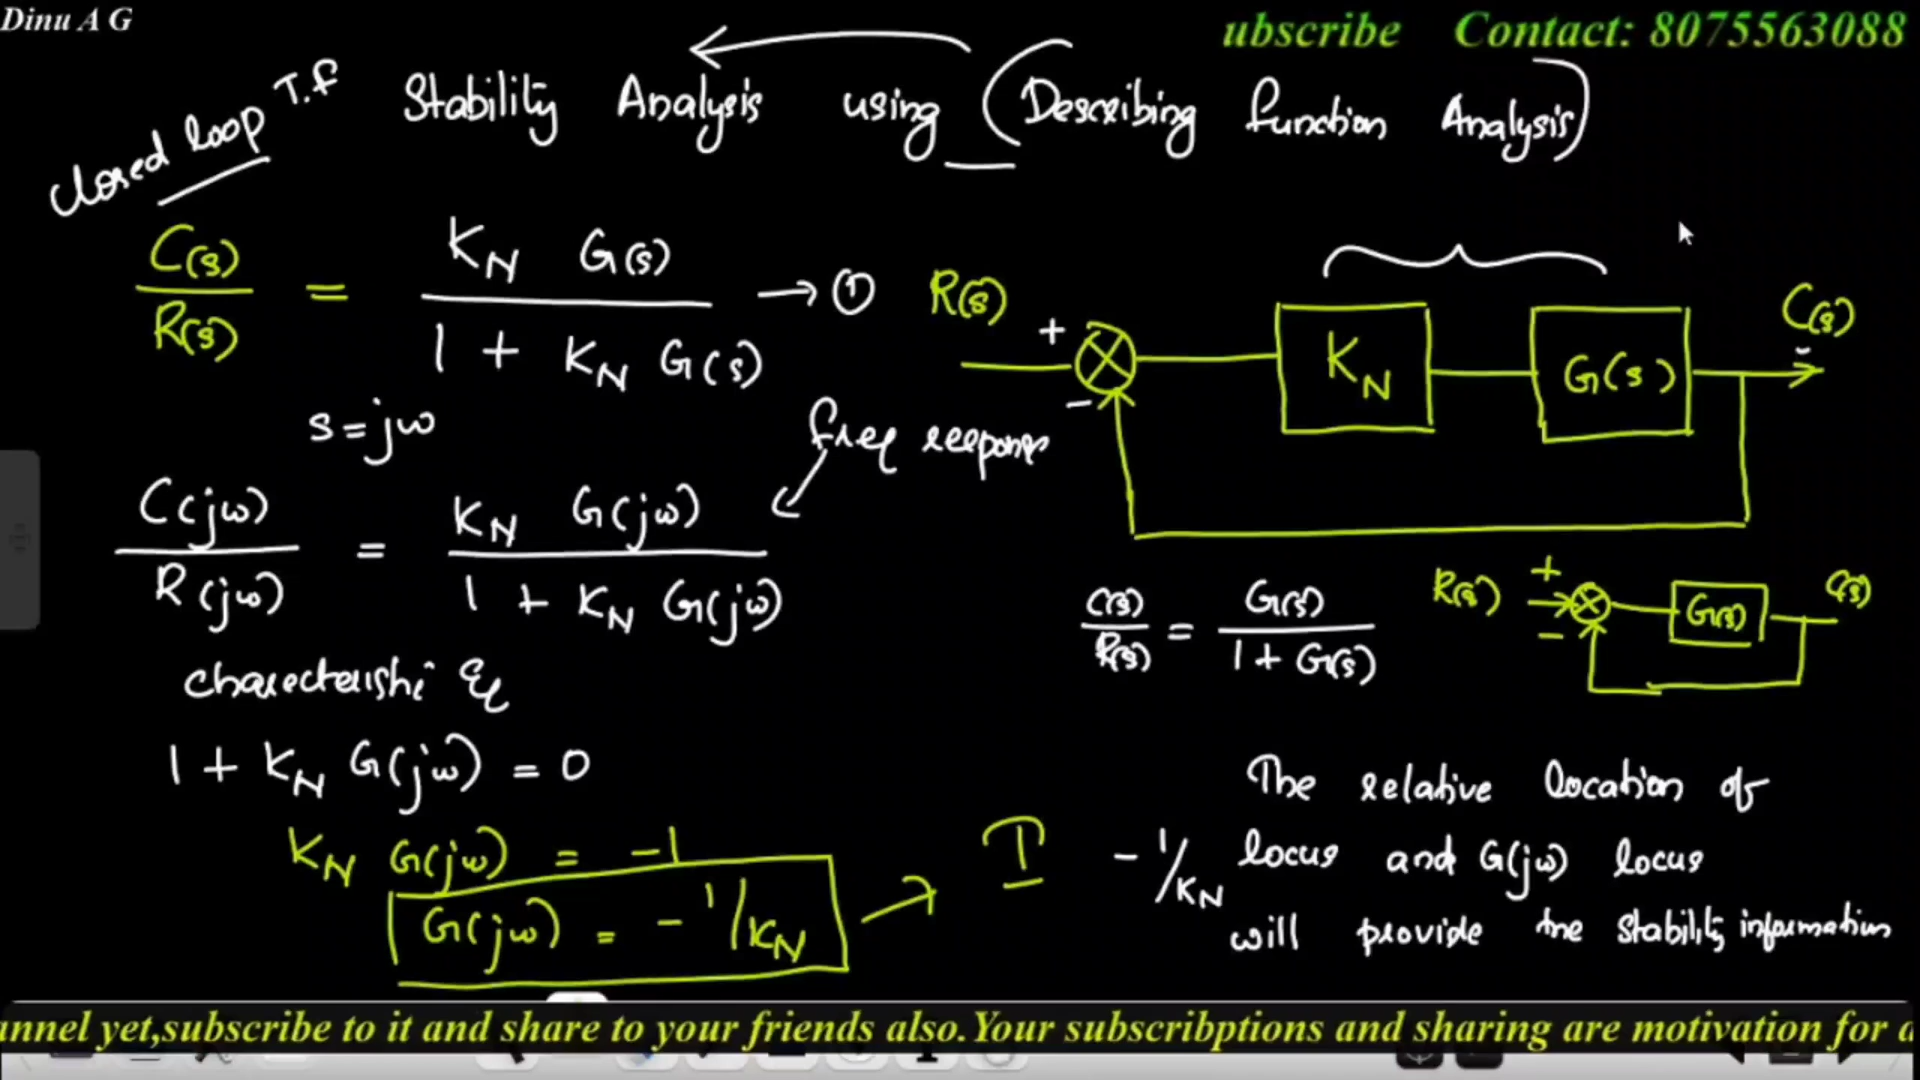 Dinu A G
ubscribe Contact: 8075563088
closed loop T.f
Stability Analysis using (Describing function Analysis)
C(s)/R(s) = K_N G(s) / 1 + K_N G(s) → ①
s = jω
freq response
C(jω)/R(jω) = K_N G(jω) / 1 + K_N G(jω)
charecteristic Eq
1 + K_N G(jω) = 0
K_N G(jω) = -1
G(jω) = - 1/K_N → I
R(s) + - K_N G(s) C(s)
C(s)/R(s) = G(s) / 1 + G(s)
R(s) + - G(s) C(s)
The relative location of
- 1/K_N locus and G(jω) locus
will provide the stability information
annel yet,subscribe to it and share to your friends also.Your subscribptions and sharing are motivation for